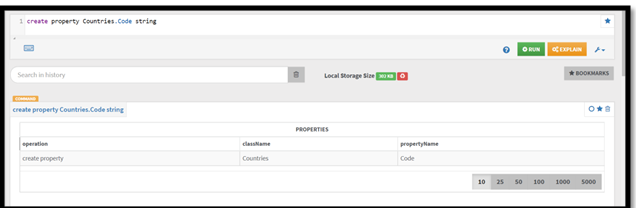 1 create property Countries.Code string
RUN EXPLAIN
Search in history Local Storage Size 302 KB BOOKMARKS
COMMAND
create property Countries.Code string
PROPERTIES
operation className propertyName
create property Countries Code
10 25 50 100 1000 5000